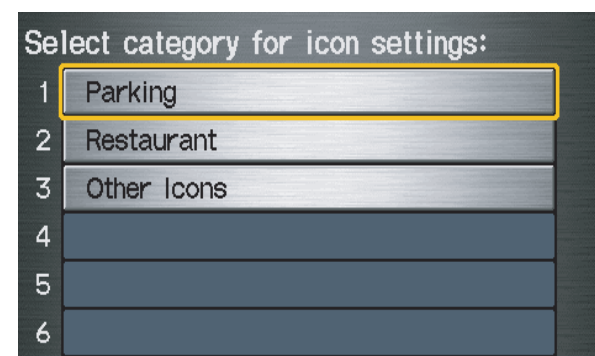 Select category for icon settings:
1 Parking
2 Restaurant
3 Other Icons
4
5
6